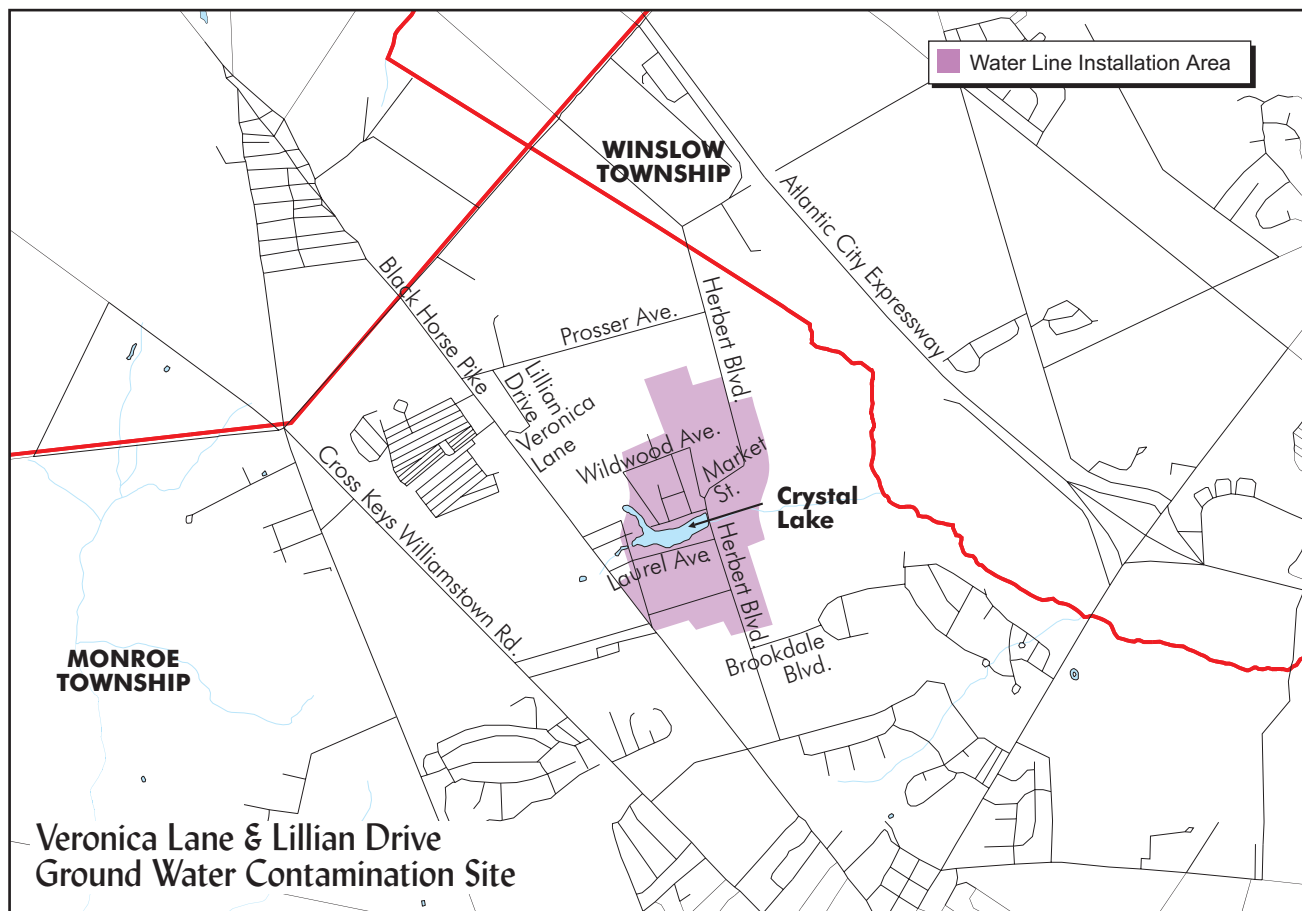 Water Line Installation Area
WINSLOW
TOWNSHIP
Atlantic City Expressway
Black Horse Pike
Herbert Blvd.
Prosser Ave.
Lillian
Drive
Veronica
Lane
Wildwood Ave.
Market
St.
Crystal
Lake
Cross Keys Williamstown Rd.
Laurel Ave
Herbert Blvd.
Brookdale
Blvd.
MONROE
TOWNSHIP
Veronica Lane & Lillian Drive
Ground Water Contamination Site